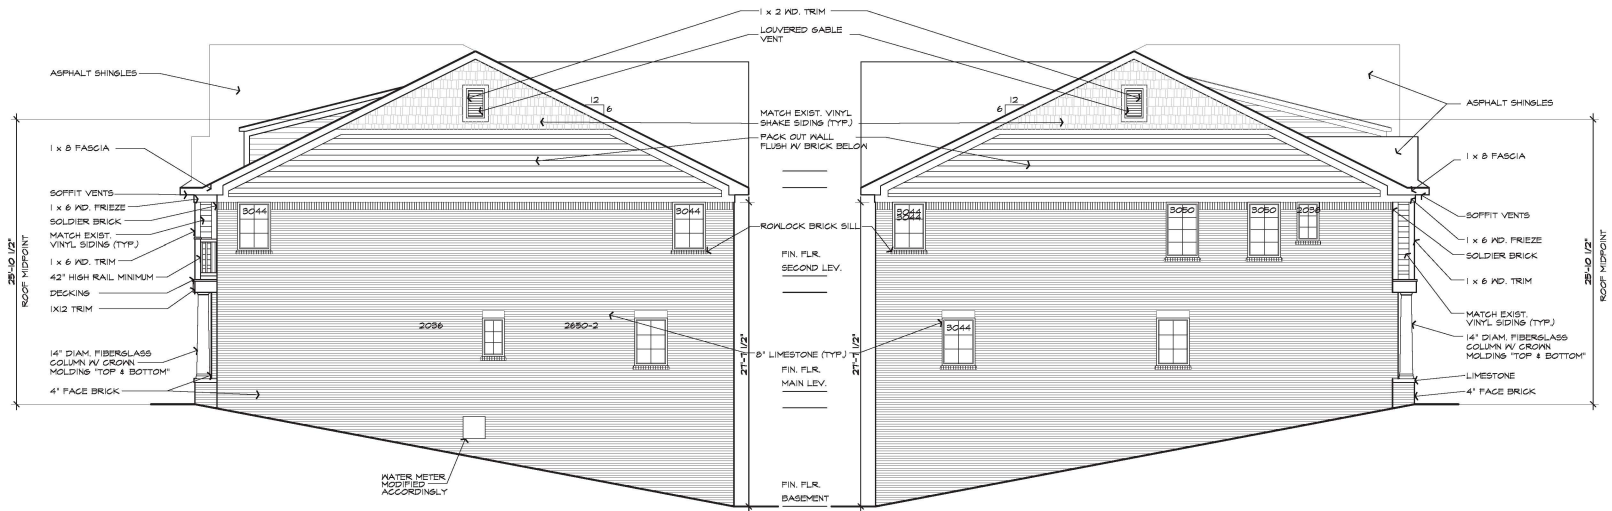 1 x 2 WD. TRIM
LOUVERED GABLE
VENT
ASPHALT SHINGLES
12
6
MATCH EXIST. VINYL
SHAKE SIDING (TYP.)
PACK OUT WALL
FLUSH W/ BRICK BELOW
12
6
ASPHALT SHINGLES
1 x 8 FASCIA
SOFFIT VENTS
1 x 6 WD. FRIEZE
SOLDIER BRICK
MATCH EXIST.
VINYL SIDING (TYP.)
1 x 6 WD. TRIM
42" HIGH RAIL MINIMUM
DECKING
1X12 TRIM
14" DIAM. FIBERGLASS
COLUMN W/ CROWN
MOLDING "TOP & BOTTOM"
4" FACE BRICK
25'-10 1/2"
ROOF MIDPOINT
3044
3044
2036
2650-2
WATER METER
MODIFIED
ACCORDINGLY
ROWLOCK BRICK SILL
FIN. FLR.
SECOND LEV.
21'-7 1/2"
8" LIMESTONE (TYP.)
21'-7 1/2"
FIN. FLR.
MAIN LEV.
FIN. FLR.
BASEMENT
3044
3044
3050
3050
2036
3044
1 x 8 FASCIA
SOFFIT VENTS
1 x 6 WD. FRIEZE
SOLDIER BRICK
1 x 6 WD. TRIM
MATCH EXIST.
VINYL SIDING (TYP.)
14" DIAM. FIBERGLASS
COLUMN W/ CROWN
MOLDING "TOP & BOTTOM"
LIMESTONE
4" FACE BRICK
25'-10 1/2"
ROOF MIDPOINT